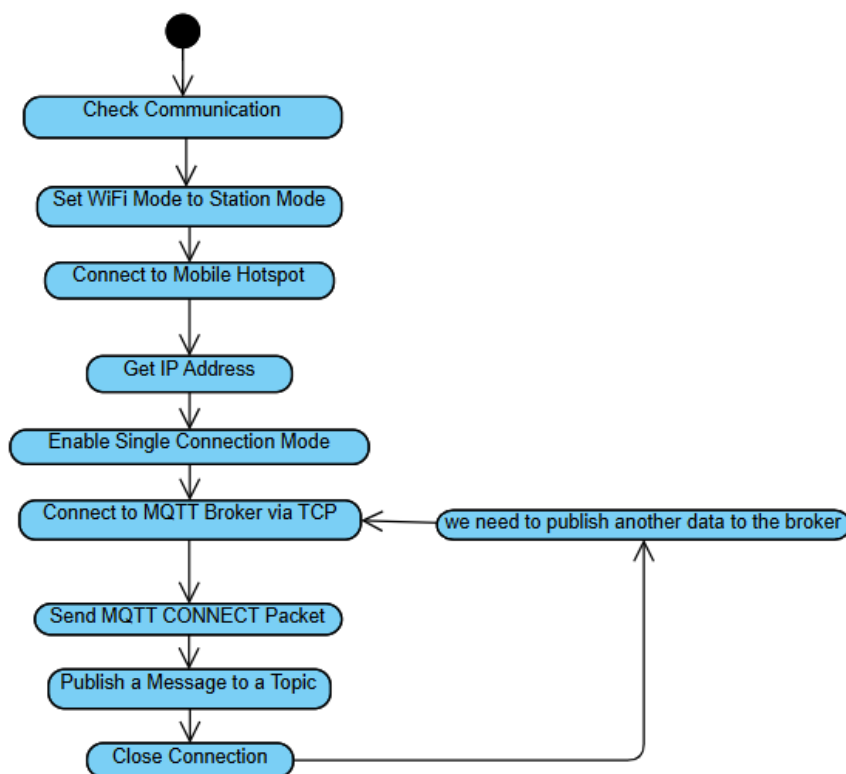 Check Communication
Set WiFi Mode to Station Mode
Connect to Mobile Hotspot
Get IP Address
Enable Single Connection Mode
Connect to MQTT Broker via TCP
we need to publish another data to the broker
Send MQTT CONNECT Packet
Publish a Message to a Topic
Close Connection